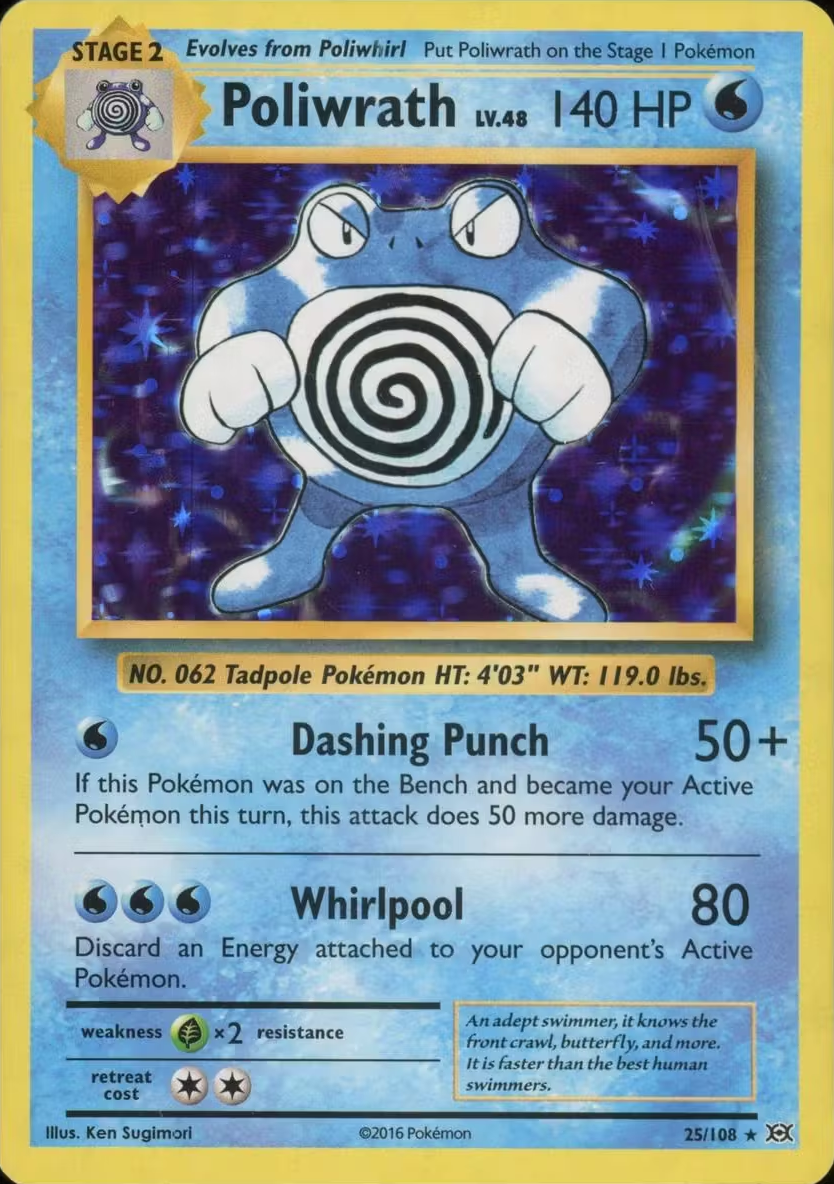 STAGE 2 Evolves from Poliwhirl Put Poliwrath on the Stage 1 Pokémon
Poliwrath LV.48 140 HP
NO. 062 Tadpole Pokémon HT: 4'03" WT: 119.0 lbs.
Dashing Punch 50+
If this Pokémon was on the Bench and became your Active
Pokémon this turn, this attack does 50 more damage.
Whirlpool 80
Discard an Energy attached to your opponent's Active
Pokémon.
weakness ×2 resistance
retreat
cost
An adept swimmer, it knows the
front crawl, butterfly, and more.
It is faster than the best human
swimmers.
Illus. Ken Sugimori ©2016 Pokémon 25/108 ★